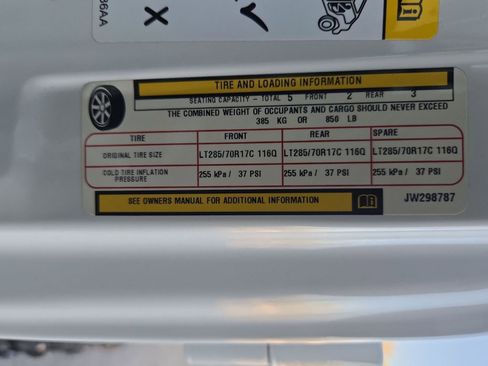 36AA
TIRE AND LOADING INFORMATION
SEATING CAPACITY - TOTAL 5 FRONT 2 REAR 3
THE COMBINED WEIGHT OF OCCUPANTS AND CARGO SHOULD NEVER EXCEED
385 KG OR 850 LB
TIRE FRONT REAR SPARE
ORIGINAL TIRE SIZE LT285/70R17C 116Q LT285/70R17C 116Q LT285/70R17C 116Q
COLD TIRE INFLATION PRESSURE 255 kPa / 37 PSI 255 kPa / 37 PSI 255 kPa / 37 PSI
SEE OWNERS MANUAL FOR ADDITIONAL INFORMATION
JW298787